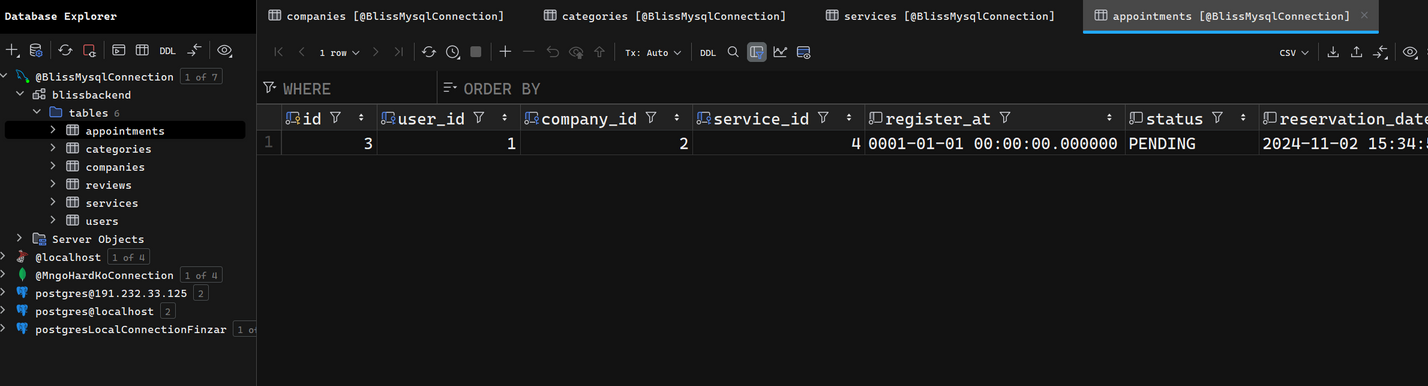 Database Explorer
companies [@BlissMysqlConnection]
categories [@BlissMysqlConnection]
services [@BlissMysqlConnection]
appointments [@BlissMysqlConnection]
DDL
1 row
Tx: Auto
DDL
CSV
@BlissMysqlConnection 1 of 7
blissbackend
tables 6
appointments
categories
companies
reviews
services
users
Server Objects
@localhost 1 of 4
@MngoHardKoConnection 1 of 4
postgres@191.232.33.125 2
postgres@localhost 2
postgresLocalConnectionFinzar 1 o
WHERE
ORDER BY
id user_id company_id service_id register_at status reservation_date
1 3 1 2 4 0001-01-01 00:00:00.000000 PENDING 2024-11-02 15:34: